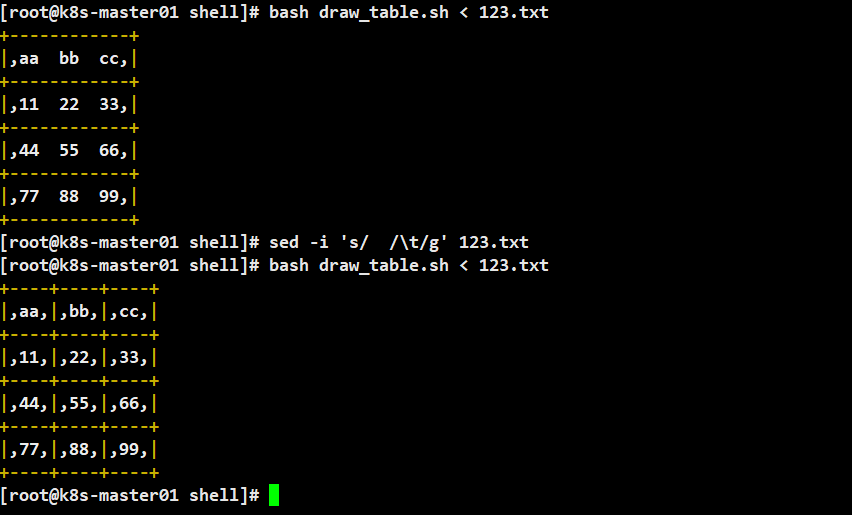 [root@k8s-master01 shell]# bash draw_table.sh < 123.txt
+------------+
|,aa  bb  cc,|
+------------+
|,11  22  33,|
+------------+
|,44  55  66,|
+------------+
|,77  88  99,|
+------------+
[root@k8s-master01 shell]# sed -i 's/  /\t/g' 123.txt
[root@k8s-master01 shell]# bash draw_table.sh < 123.txt
+----+----+----+
|,aa,|,bb,|,cc,|
+----+----+----+
|,11,|,22,|,33,|
+----+----+----+
|,44,|,55,|,66,|
+----+----+----+
|,77,|,88,|,99,|
+----+----+----+
[root@k8s-master01 shell]#